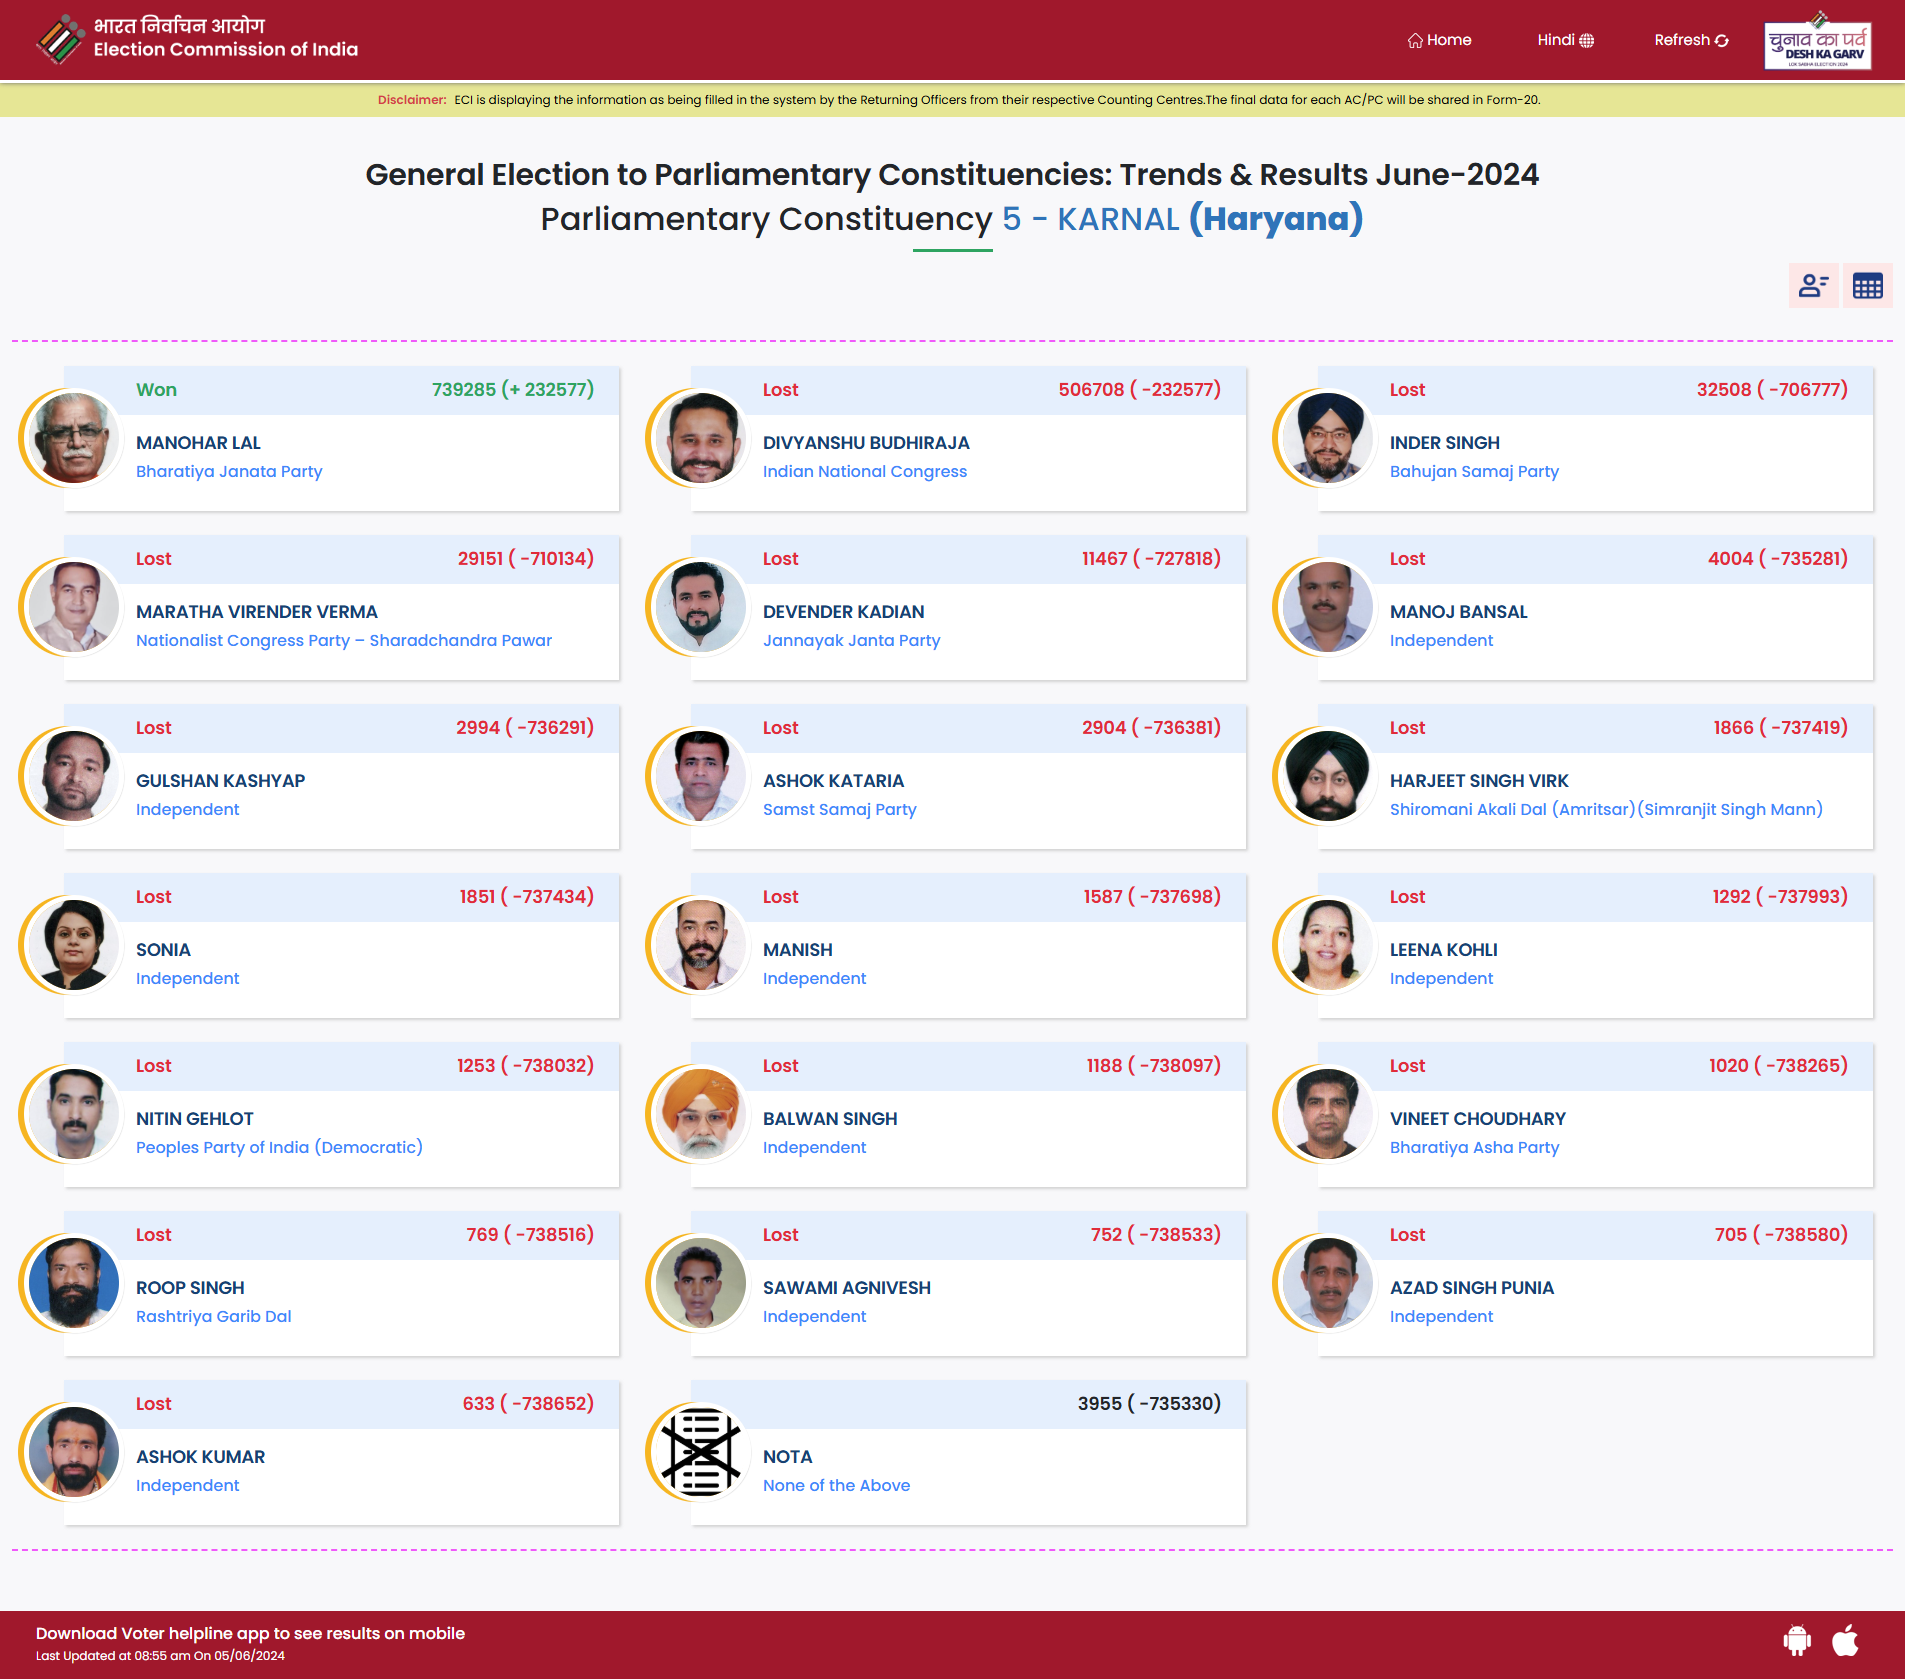 भारत निर्वाचन आयोग
Election Commission of India
Home
Hindi
Refresh
चुनाव का पर्व
DESH KA GARV
LOK SABHA ELECTION 2024
Disclaimer: ECI is displaying the information as being filled in the system by the Returning Officers from their respective Counting Centres.The final data for each AC/PC will be shared in Form-20.
General Election to Parliamentary Constituencies: Trends & Results June-2024
Parliamentary Constituency 5 - KARNAL (Haryana)
Won 739285 (+ 232577)
MANOHAR LAL
Bharatiya Janata Party
Lost 506708 ( -232577)
DIVYANSHU BUDHIRAJA
Indian National Congress
Lost 32508 ( -706777)
INDER SINGH
Bahujan Samaj Party
Lost 29151 ( -710134)
MARATHA VIRENDER VERMA
Nationalist Congress Party – Sharadchandra Pawar
Lost 11467 ( -727818)
DEVENDER KADIAN
Jannayak Janta Party
Lost 4004 ( -735281)
MANOJ BANSAL
Independent
Lost 2994 ( -736291)
GULSHAN KASHYAP
Independent
Lost 2904 ( -736381)
ASHOK KATARIA
Samst Samaj Party
Lost 1866 ( -737419)
HARJEET SINGH VIRK
Shiromani Akali Dal (Amritsar)(Simranjit Singh Mann)
Lost 1851 ( -737434)
SONIA
Independent
Lost 1587 ( -737698)
MANISH
Independent
Lost 1292 ( -737993)
LEENA KOHLI
Independent
Lost 1253 ( -738032)
NITIN GEHLOT
Peoples Party of India (Democratic)
Lost 1188 ( -738097)
BALWAN SINGH
Independent
Lost 1020 ( -738265)
VINEET CHOUDHARY
Bharatiya Asha Party
Lost 769 ( -738516)
ROOP SINGH
Rashtriya Garib Dal
Lost 752 ( -738533)
SAWAMI AGNIVESH
Independent
Lost 705 ( -738580)
AZAD SINGH PUNIA
Independent
Lost 633 ( -738652)
ASHOK KUMAR
Independent
3955 ( -735330)
NOTA
None of the Above
Download Voter helpline app to see results on mobile
Last Updated at 08:55 am On 05/06/2024